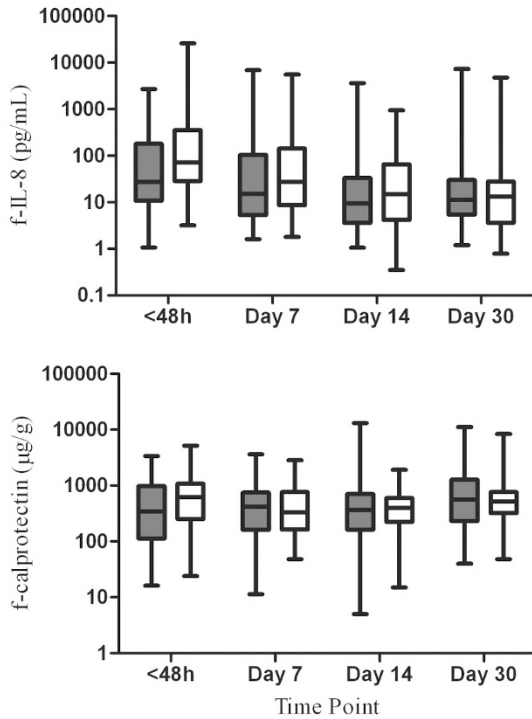 100000
10000
1000
100
10
1
0.1
f-IL-8 (pg/mL)
<48h Day 7 Day 14 Day 30
100000
10000
1000
100
10
1
f-calprotectin (µg/g)
<48h Day 7 Day 14 Day 30
Time Point